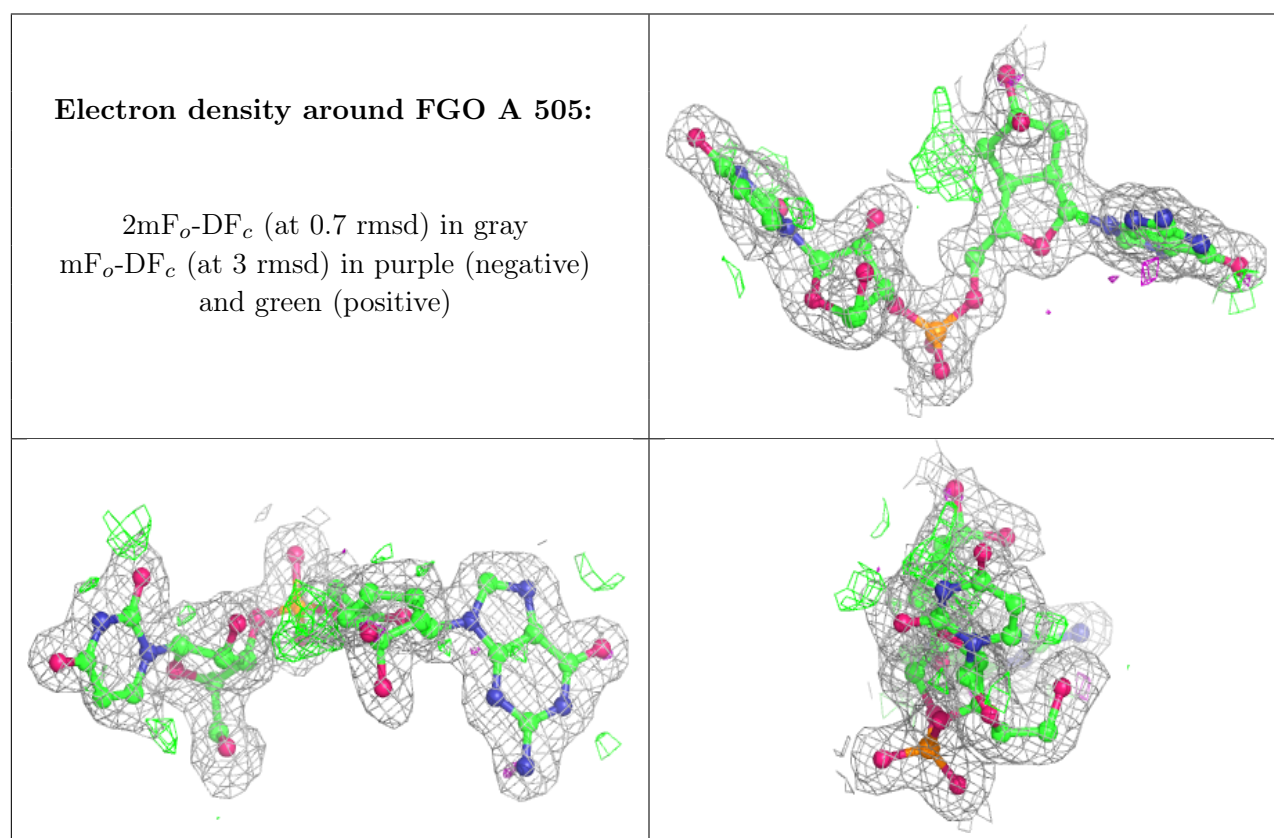 Electron density around FGO A 505:
2mFo-DFc (at 0.7 rmsd) in gray
mFo-DFc (at 3 rmsd) in purple (negative)
and green (positive)